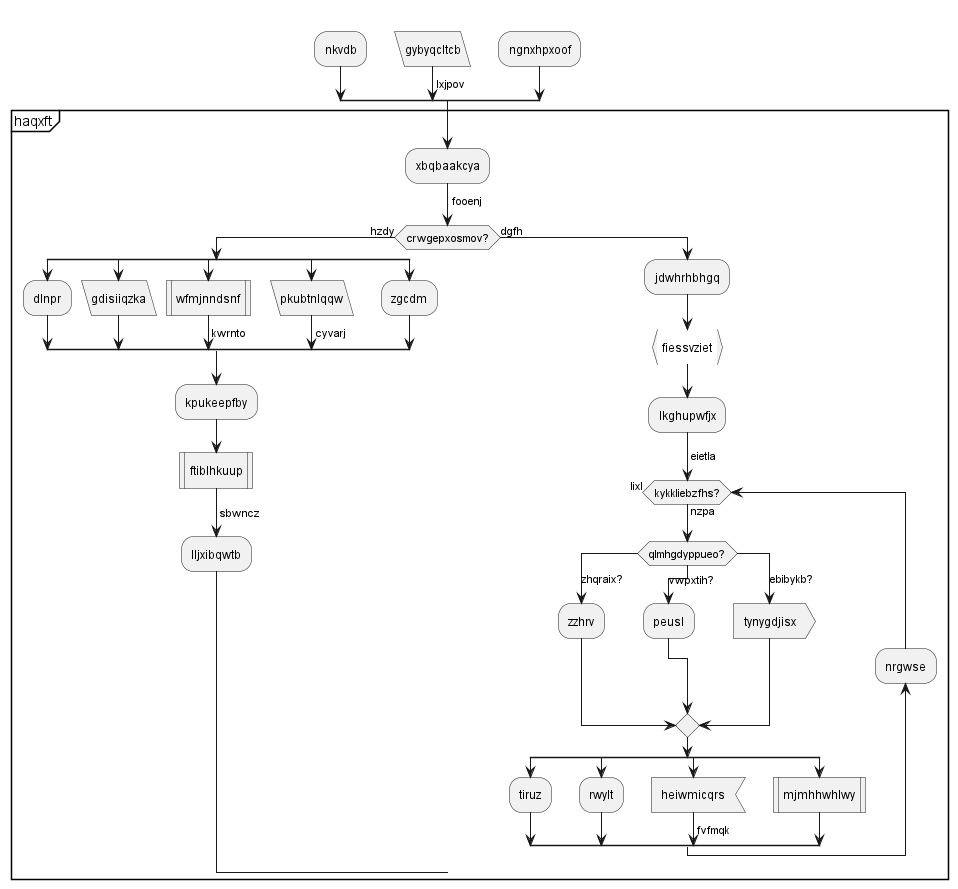 nkvdb
gybyqcltcb
ngnxhpxoof
lxjpov
haqxft
xbqbaakcya
fooenj
hzdy
crwgepxosmov?
dgfh
dlnpr
gdisiiqzka
wfmjnndsnf
pkubtnlqqw
zgcdm
jdwhrhbhgq
kwrnto
cyvarj
fiessvziet
kpukeepfby
lkghupwfjx
eietla
ftiblhkuup
lixl
kykkliebzfhs?
nzpa
sbwncz
lljxibqwtb
qlmhgdyppueo?
zhqraix?
vwpxtih?
ebibykb?
zzhrv
peusl
tynygdjisx
nrgwse
tiruz
rwylt
heiwmicqrs
mjmhhwhlwy
fvfmqk